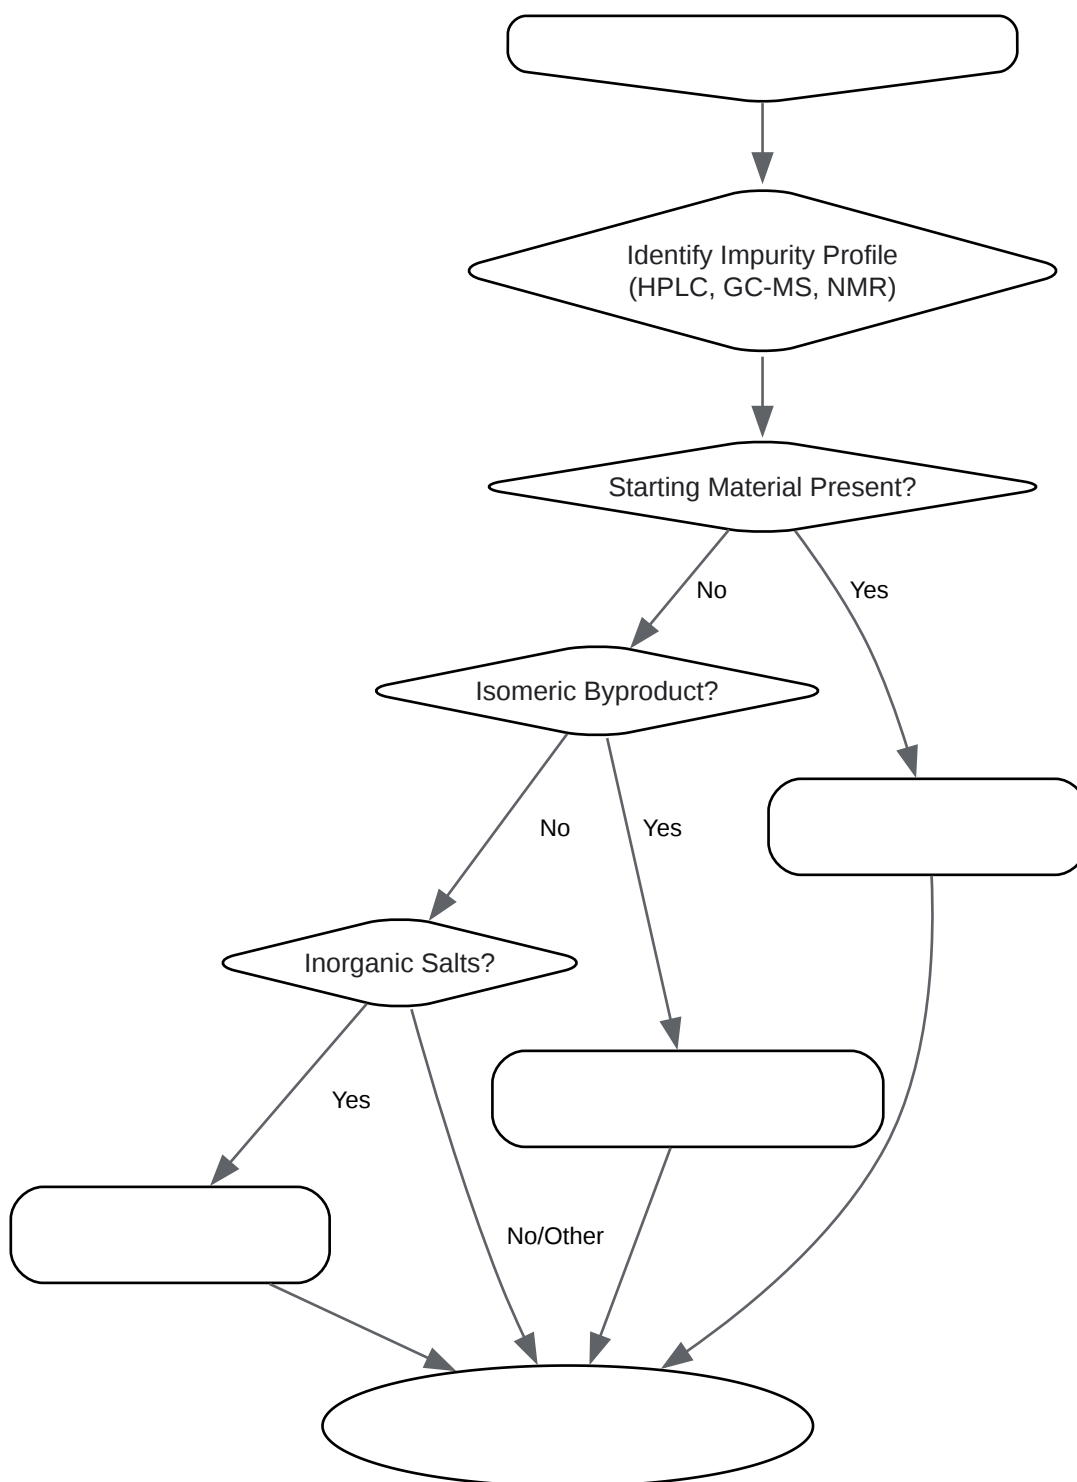 Identify Impurity Profile
(HPLC, GC-MS, NMR)
Starting Material Present?
No
Yes
Isomeric Byproduct?
No
Yes
Inorganic Salts?
Yes
No/Other